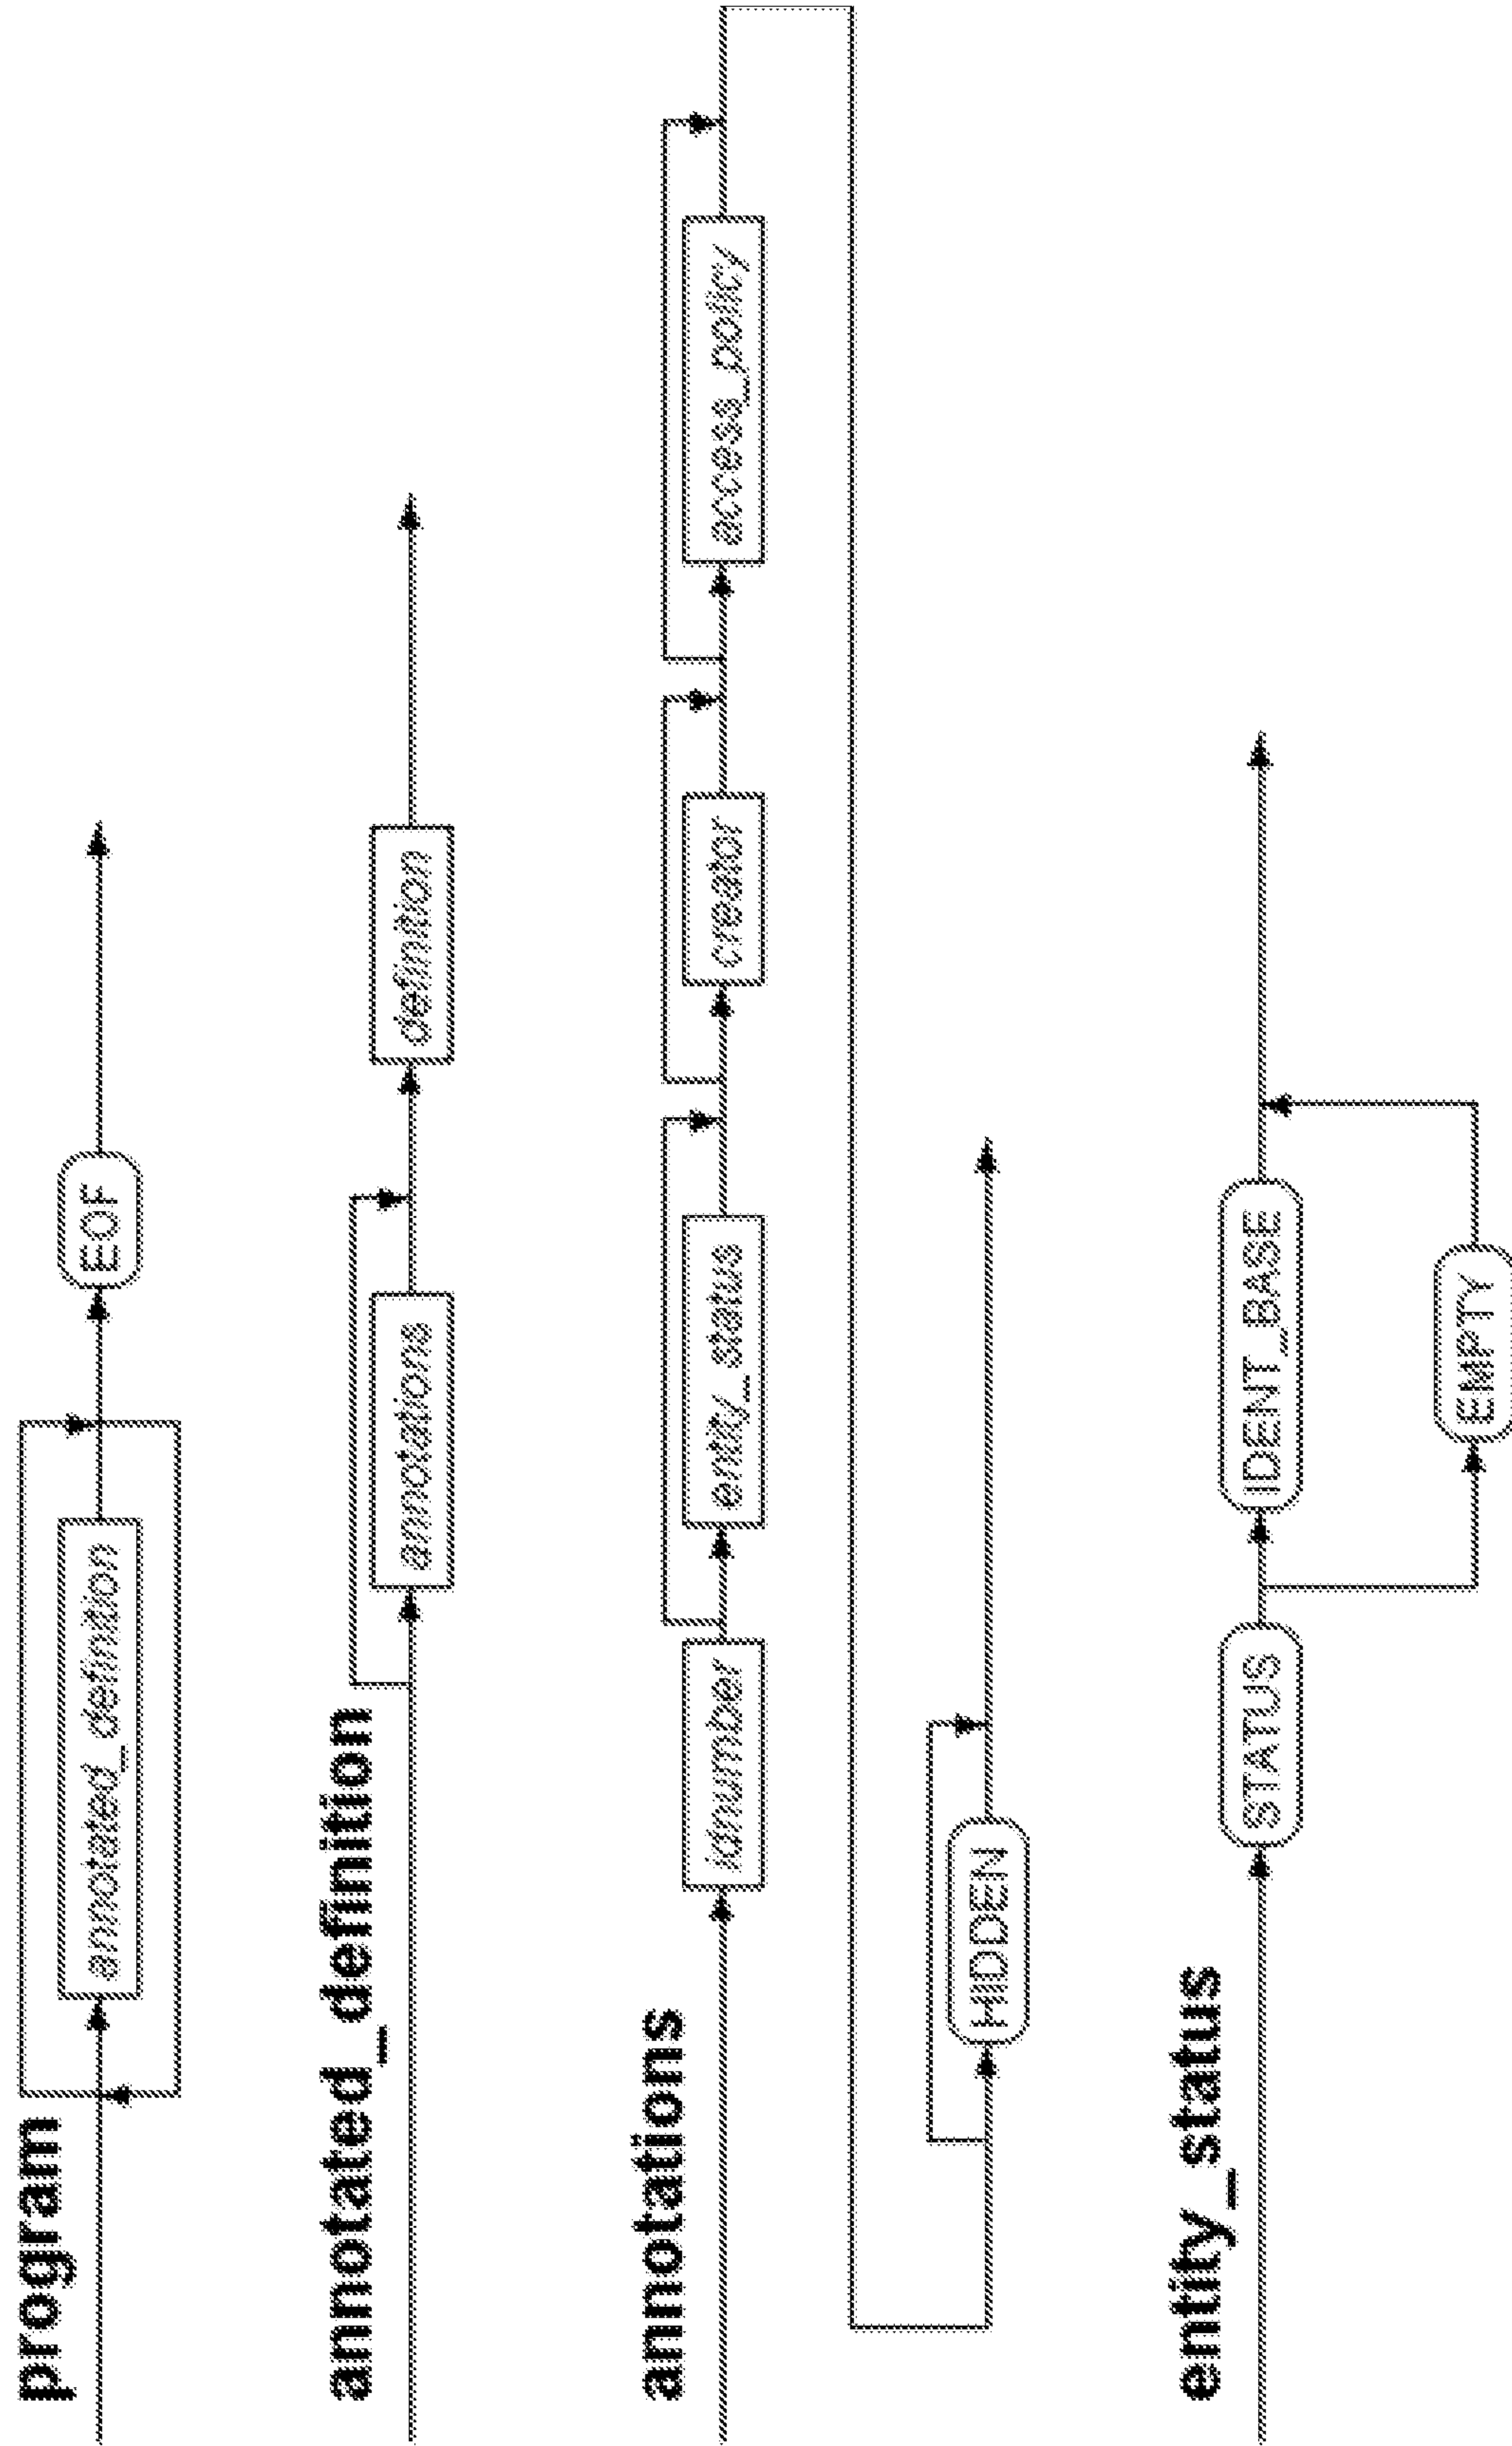 program
annotated_definition EOF
annotated_definition
annotations definition
annotations
idnumber entity_status creator access_policy
HIDDEN
entity_status
STATUS IDENT_BASE
EMPTY